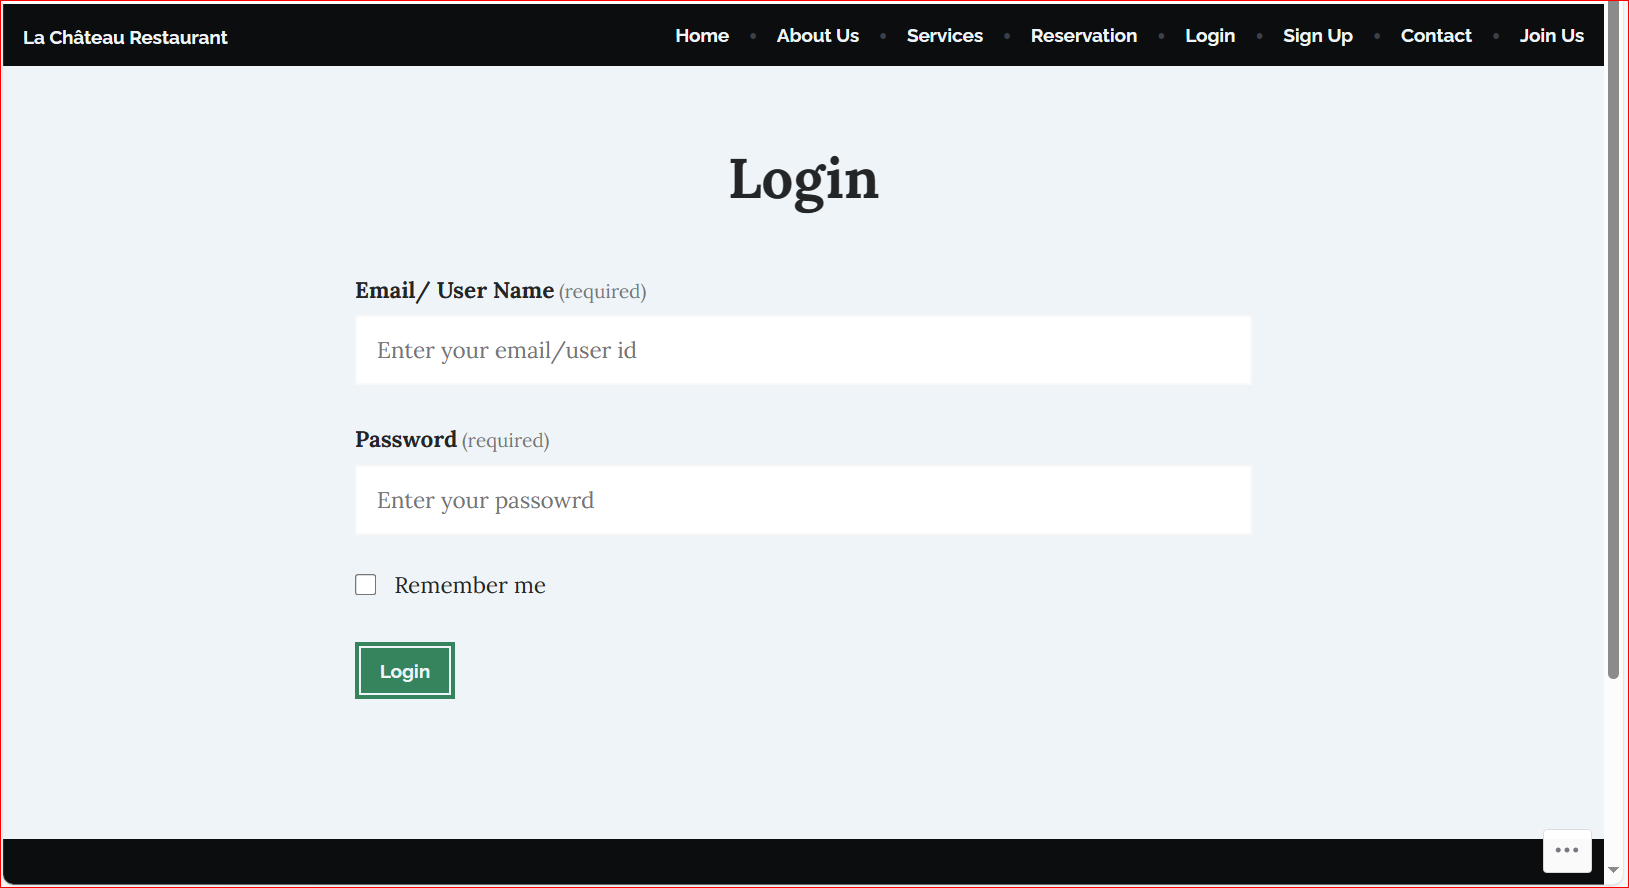 La Château Restaurant
Home • About Us • Services • Reservation • Login • Sign Up • Contact • Join Us
Login
Email/ User Name (required)
Enter your email/user id
Password (required)
Enter your passowrd
Remember me
Login